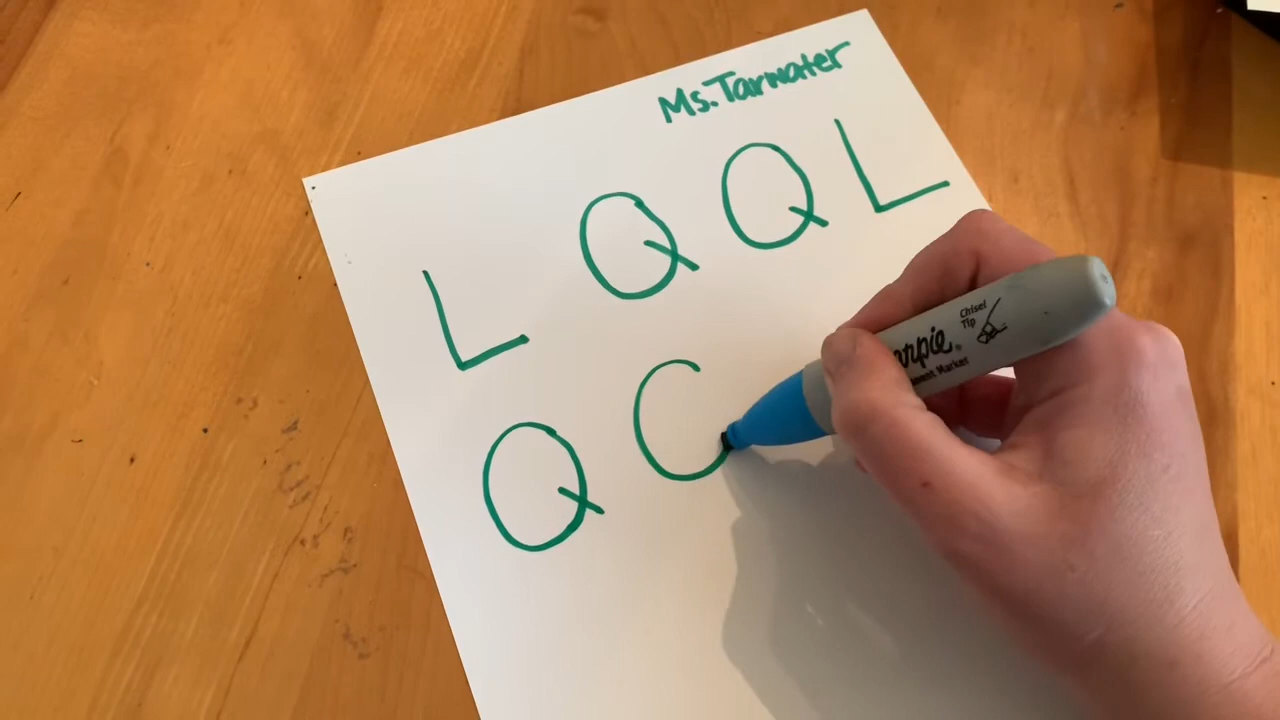 Ms. Tarwater
L Q Q L
Q C
Chisel
Tip